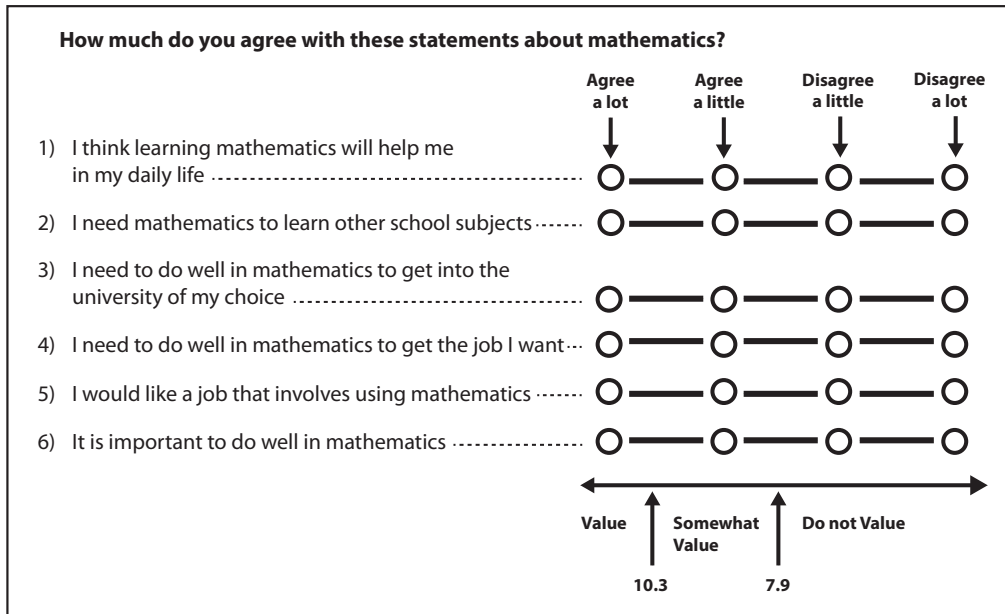 How much do you agree with these statements about mathematics?
Agree a lot
Agree a little
Disagree a little
Disagree a lot
1) I think learning mathematics will help me
in my daily life
2) I need mathematics to learn other school subjects
3) I need to do well in mathematics to get into the
university of my choice
4) I need to do well in mathematics to get the job I want
5) I would like a job that involves using mathematics
6) It is important to do well in mathematics
Value
Somewhat Value
Do not Value
10.3
7.9